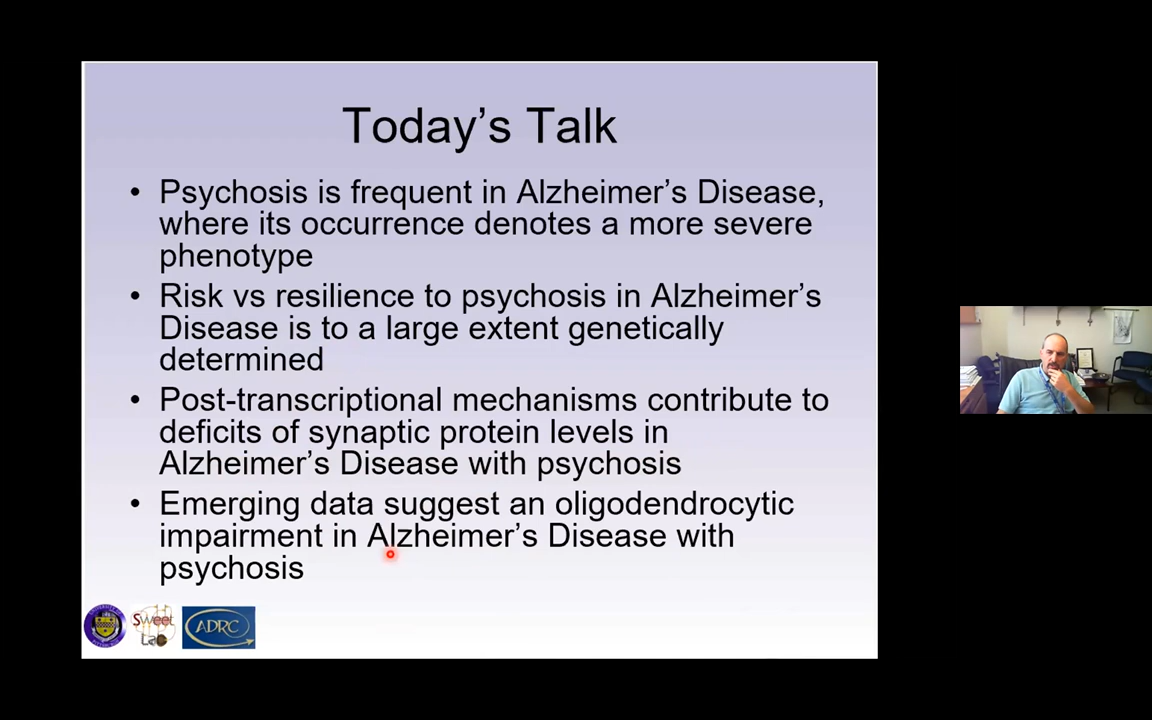 Today's Talk
• Psychosis is frequent in Alzheimer's Disease,
where its occurrence denotes a more severe
phenotype
• Risk vs resilience to psychosis in Alzheimer's
Disease is to a large extent genetically
determined
• Post-transcriptional mechanisms contribute to
deficits of synaptic protein levels in
Alzheimer's Disease with psychosis
• Emerging data suggest an oligodendrocytic
impairment in Alzheimer's Disease with
psychosis
Sweet
Lab
ADRC